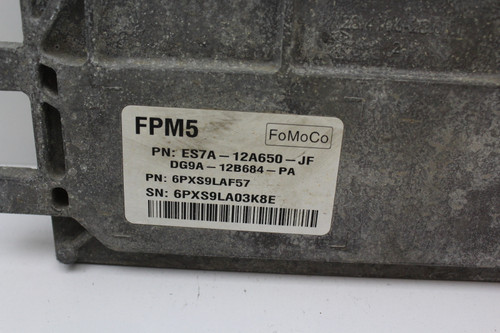 FPM5
FoMoCo
PN: ES7A-12A650-JF
DG9A-12B684-PA
PN: 6PXS9LAF57
SN: 6PXS9LA03K8E